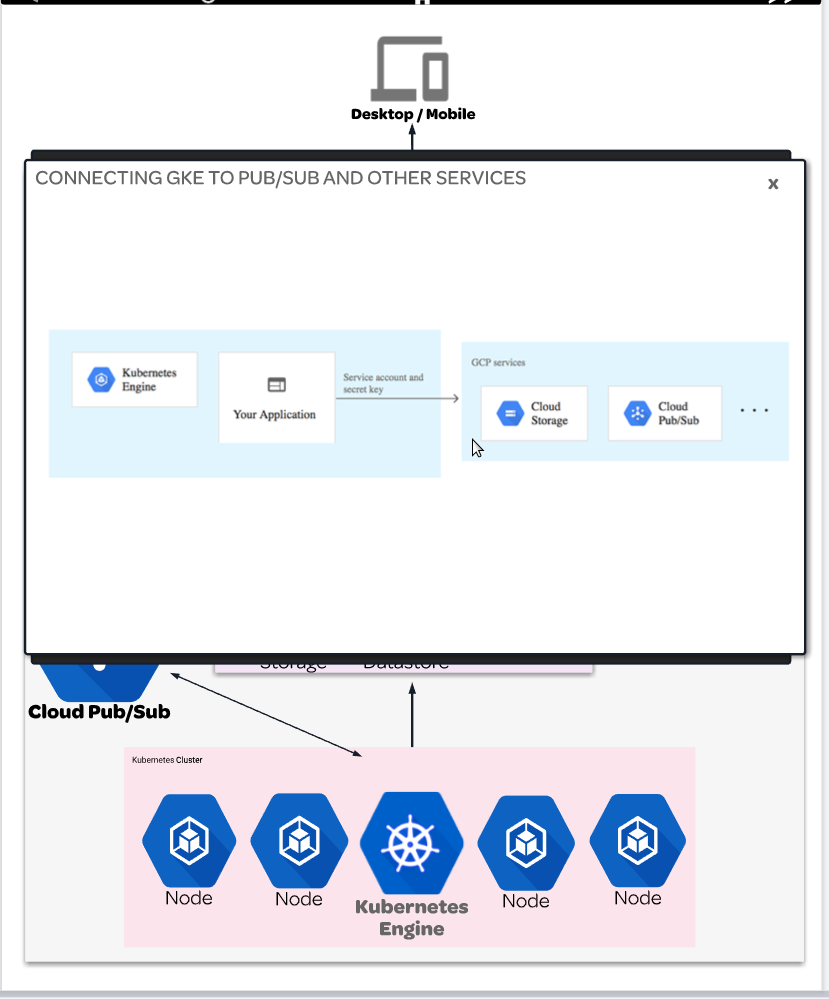 Desktop / Mobile
CONNECTING GKE TO PUB/SUB AND OTHER SERVICES
x
Kubernetes
Engine
Your Application
Service account and
secret key
GCP services
Cloud
Storage
Cloud
Pub/Sub
. . .
Storage Datastore
Cloud Pub/Sub
Kubernetes Cluster
Node
Node
Kubernetes
Engine
Node
Node